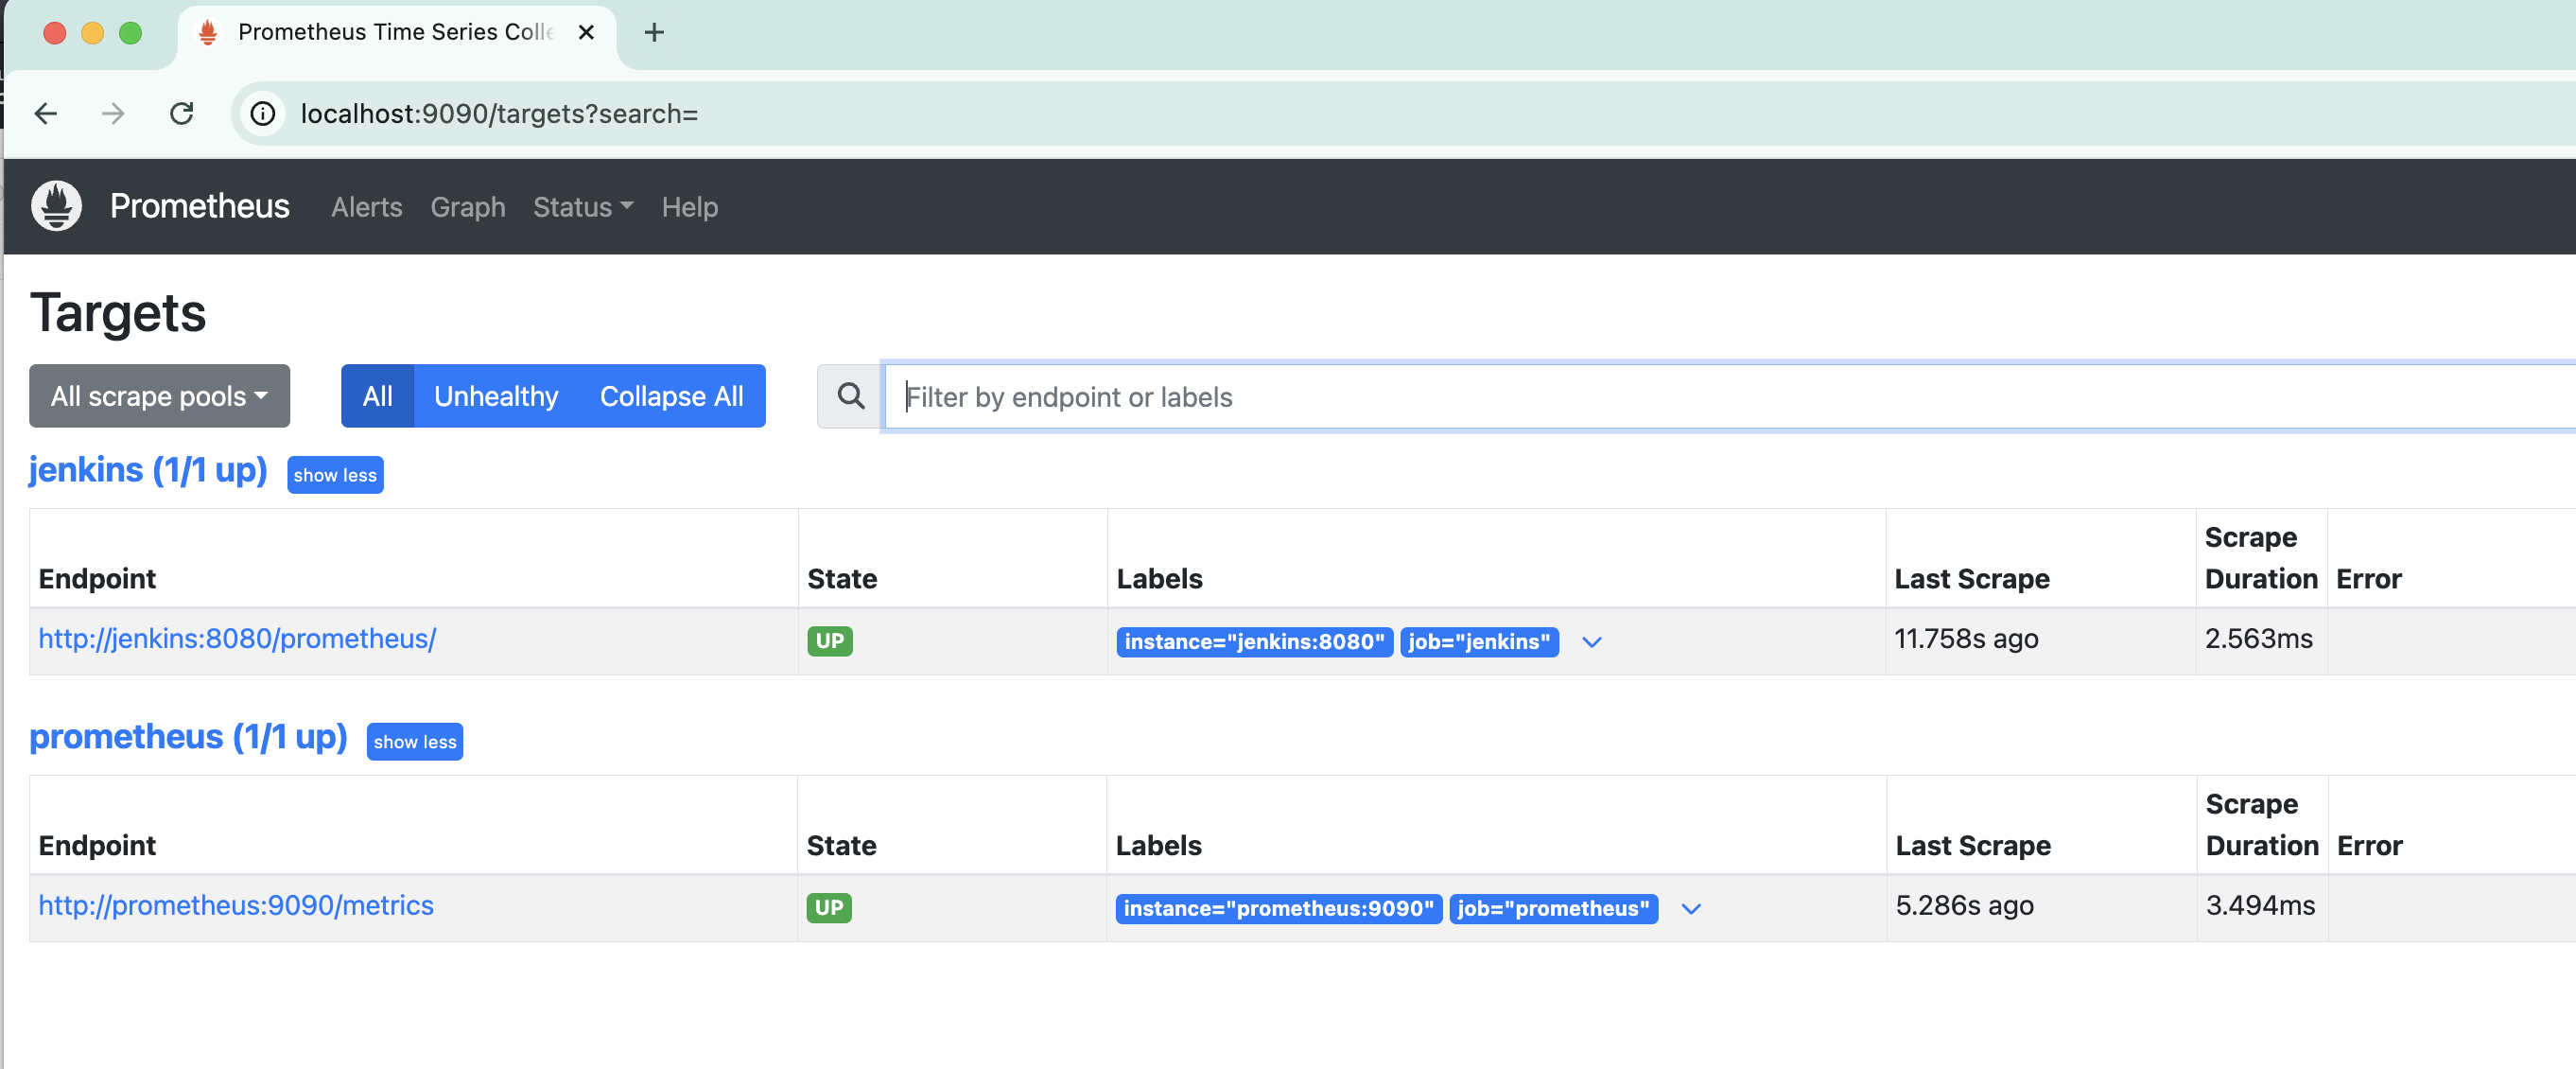 Prometheus Time Series Colle
localhost:9090/targets?search=
Prometheus Alerts Graph Status Help
Targets
All scrape pools All Unhealthy Collapse All Filter by endpoint or labels
jenkins (1/1 up) show less
Endpoint State Labels Last Scrape Scrape Duration Error
http://jenkins:8080/prometheus/ UP instance="jenkins:8080" job="jenkins" 11.758s ago 2.563ms
prometheus (1/1 up) show less
Endpoint State Labels Last Scrape Scrape Duration Error
http://prometheus:9090/metrics UP instance="prometheus:9090" job="prometheus" 5.286s ago 3.494ms